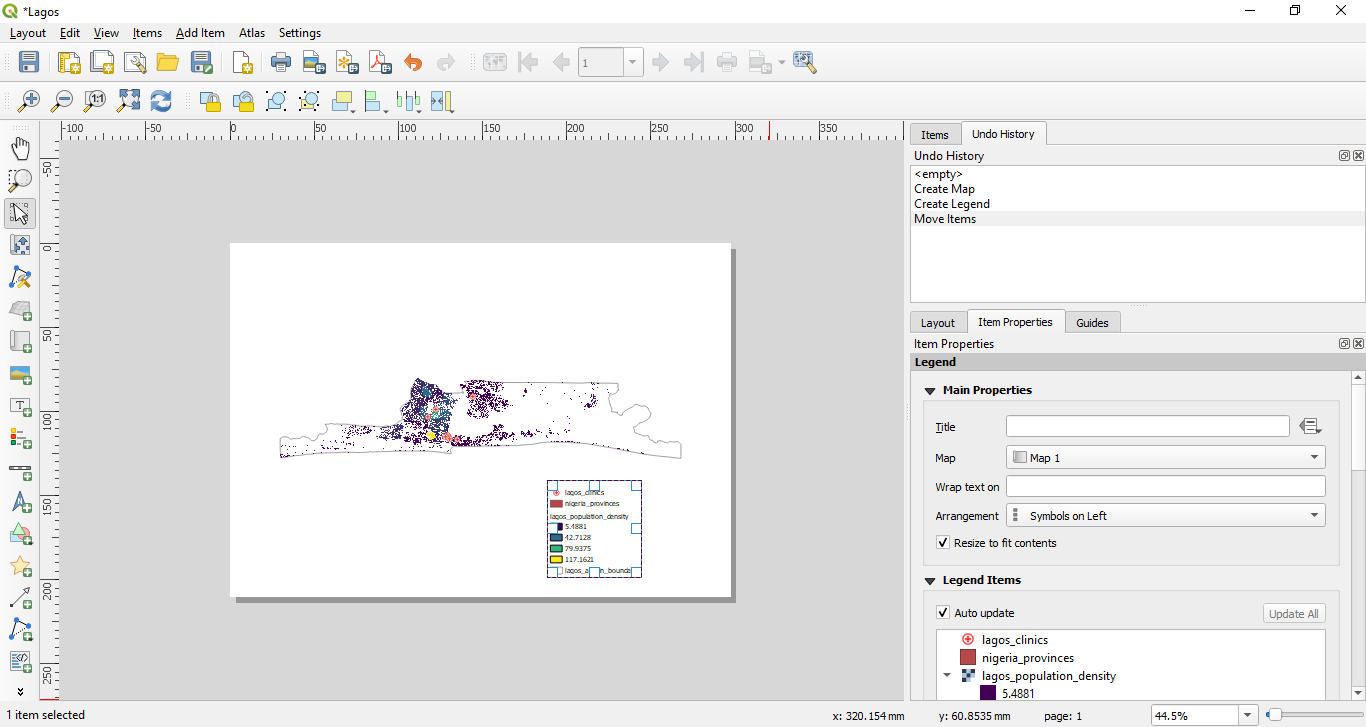 *Lagos
Layout Edit View Items Add Item Atlas Settings
1
-100 -50 0 50 100 150 200 250 300 350
-50
0
50
100
150
200
250
lagos_clinics
nigeria_provinces
lagos_population_density
5.4881
42.7128
79.9375
117.1621
Items Undo History
Undo History
<empty>
Create Map
Create Legend
Move Items
Layout Item Properties Guides
Item Properties
Legend
Main Properties
Title
Map Map 1
Wrap text on
Arrangement Symbols on Left
Resize to fit contents
Legend Items
Auto update Update All
lagos_clinics
nigeria_provinces
lagos_population_density
5.4881
1 item selected x: 320.154 mm y: 60.8535 mm page: 1 44.5%